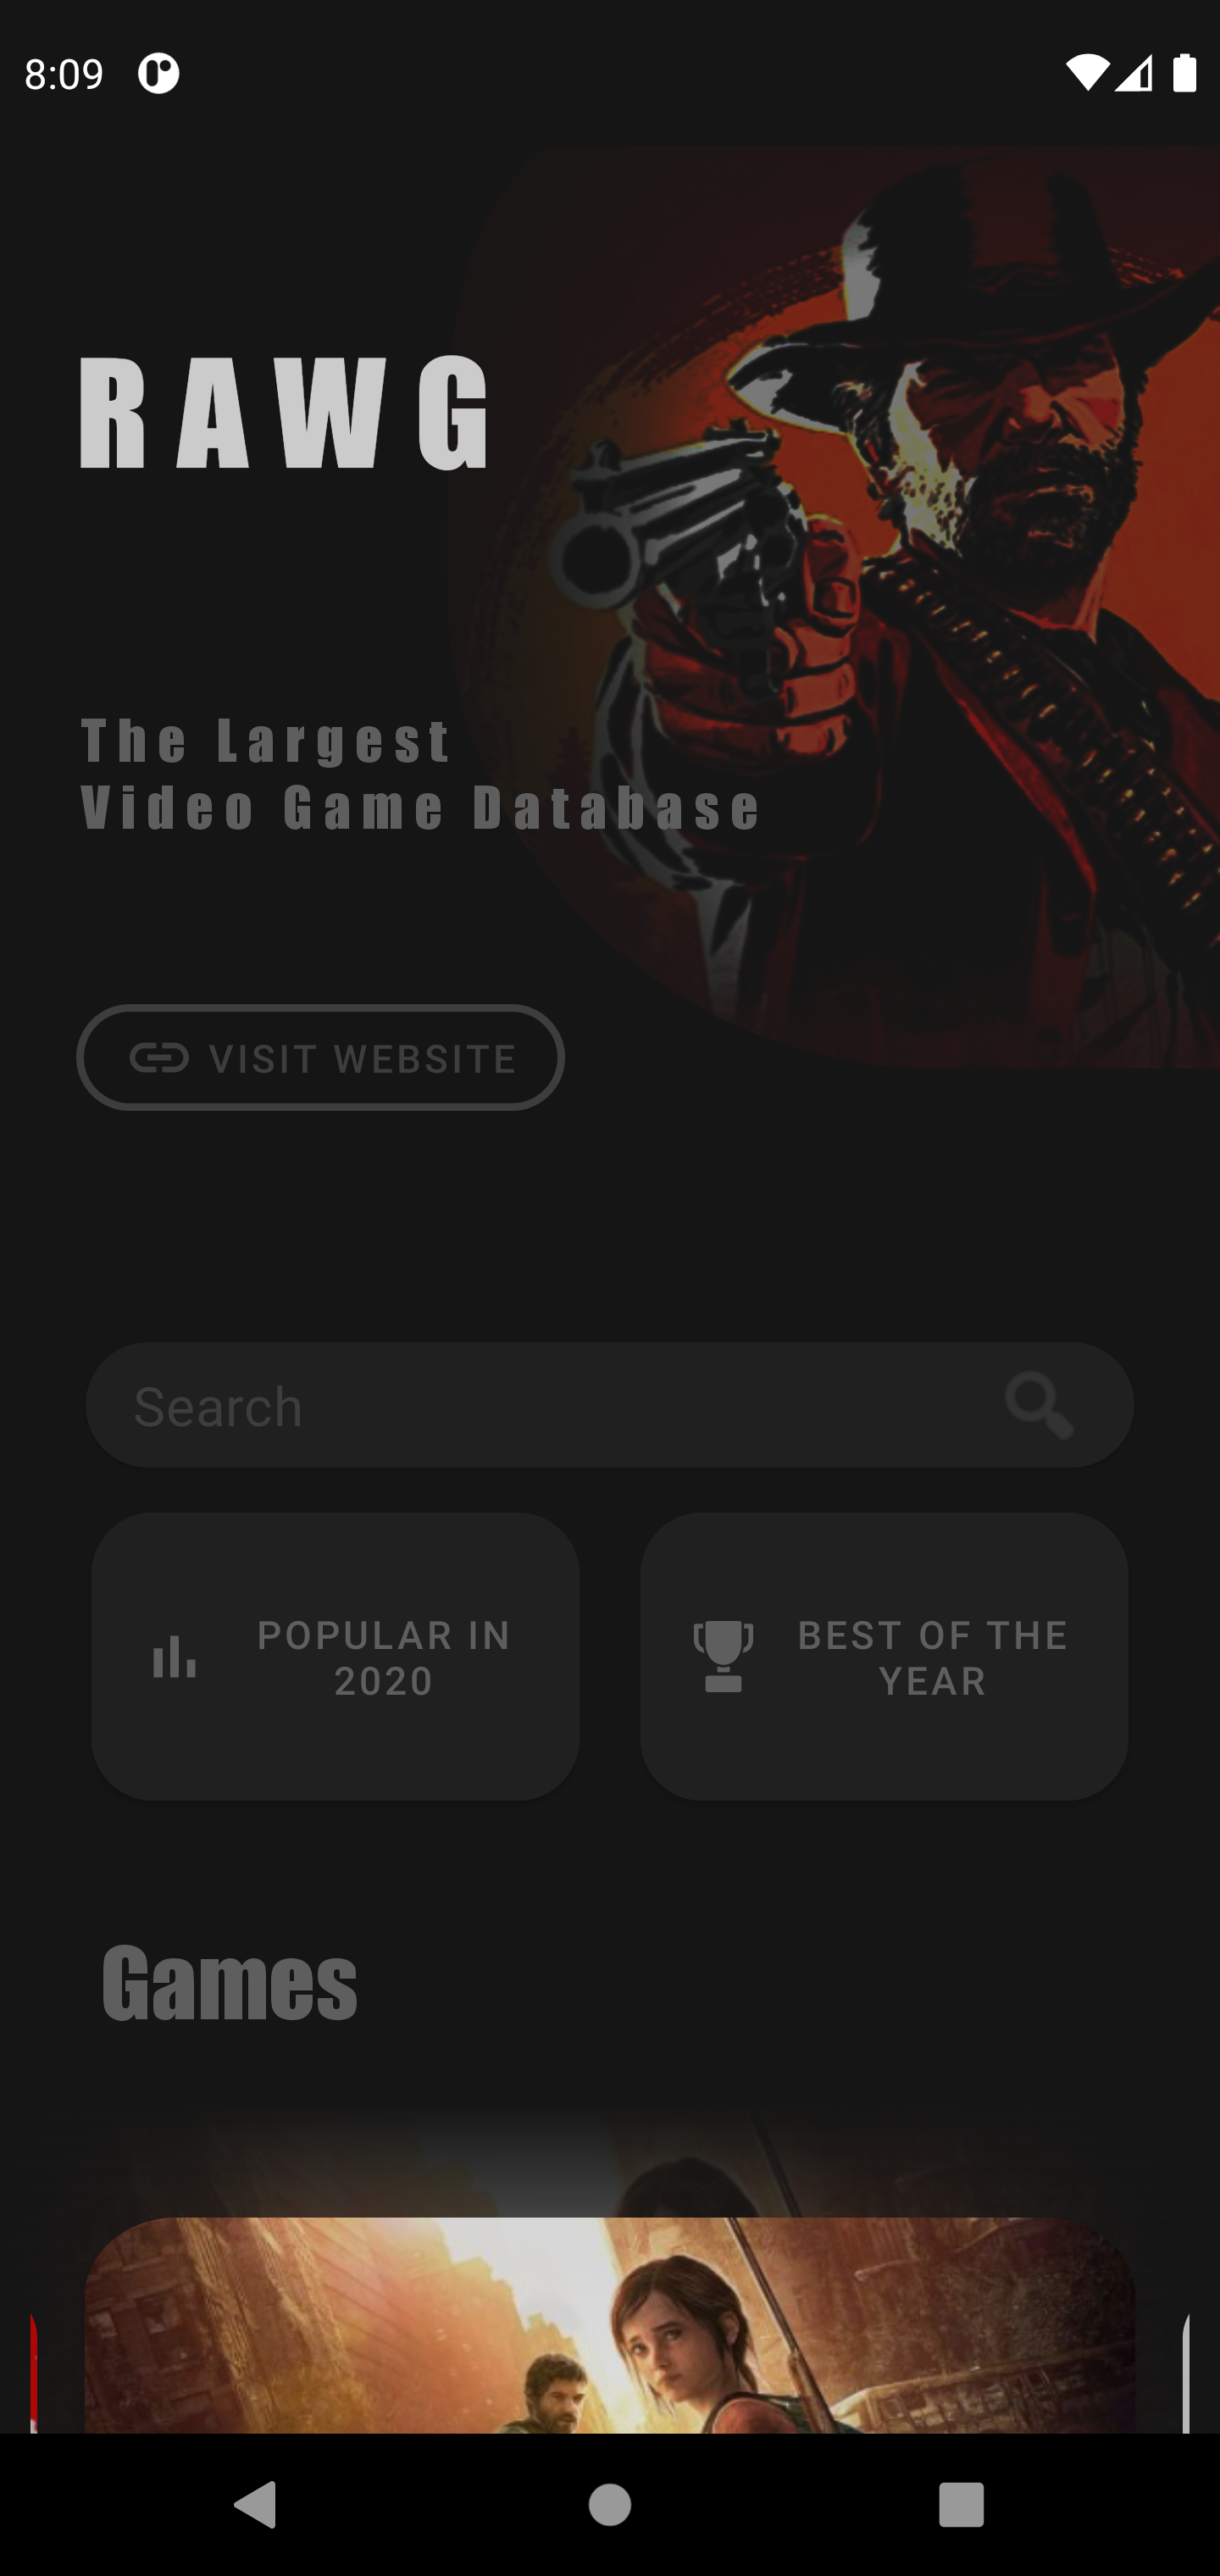 8:09
RAWG
The Largest
Video Game Database
VISIT WEBSITE
Search
POPULAR IN
2020
BEST OF THE
YEAR
Games